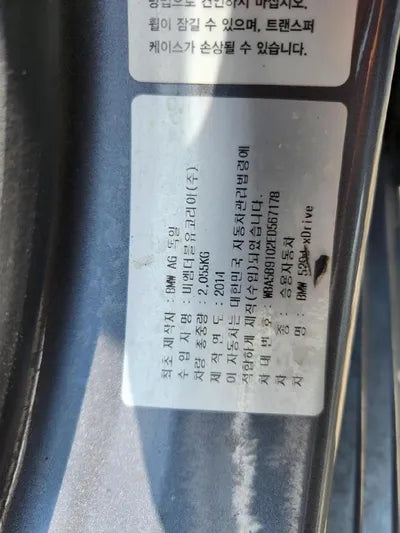 방법으로 견인하지 마십시오.
휠이 잠길 수 있으며, 트랜스퍼
케이스가 손상될 수 있습니다.
최초 제작자 : BMW AG 독일
수 입 자 명 : 비엠더블유코리아(주)
차량 총중량 : 2,055KG
제 작 연 도 : 2014
이 자동차는 대한민국 자동차관리법령에
적합하게 제작(수입)되었습니다.
차 대 번 호 : WBA5B9102ED567178
차 종 : 승용자동차
차 명 : BMW xDrive